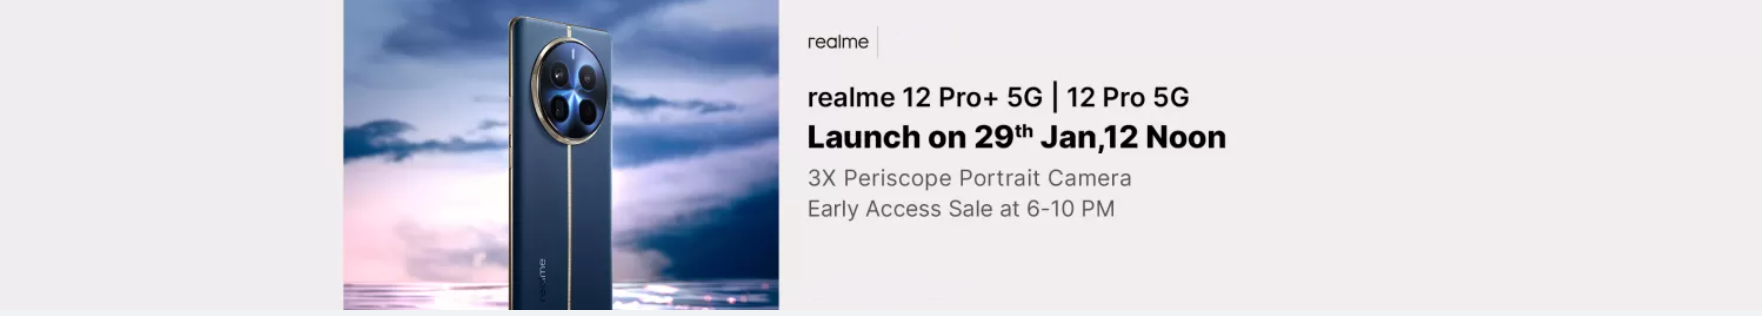 realme
realme 12 Pro+ 5G | 12 Pro 5G
Launch on 29th Jan,12 Noon
3X Periscope Portrait Camera
Early Access Sale at 6-10 PM
realme